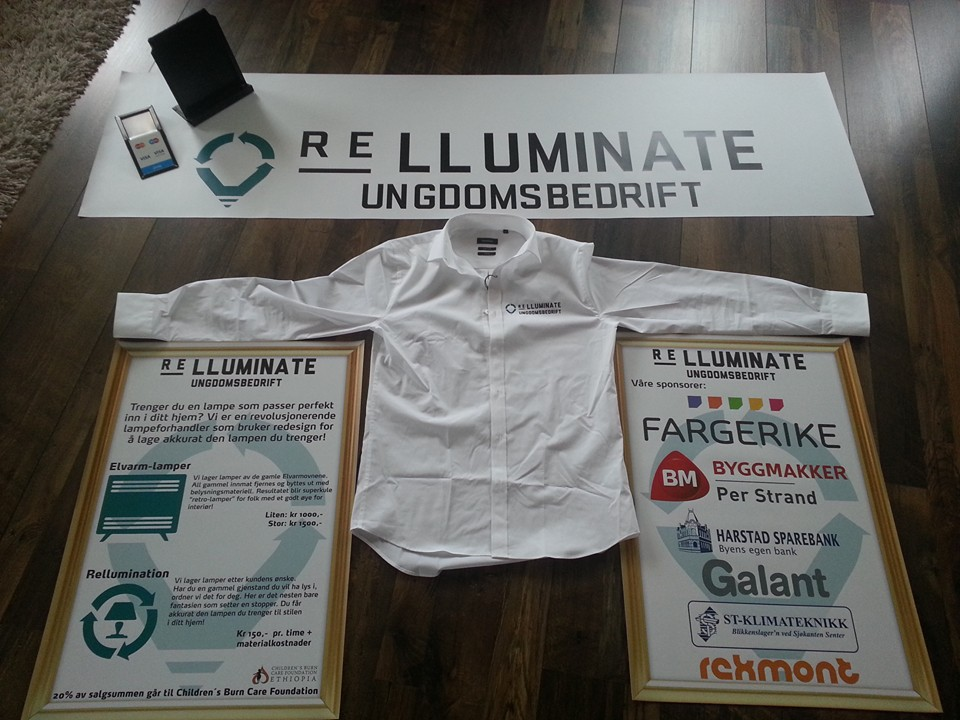 VISA
RE LLUMINATE
UNGDOMSBEDRIFT
RE LLUMINATE
UNGDOMSBEDRIFT
RE LLUMINATE
UNGDOMSBEDRIFT
Trenger du en lampe som passer perfekt
inn i ditt hjem? Vi er en revolusjonerende
lampeforhandler som bruker redesign for
å lage akkurat den lampen du trenger!
Elvarm-lamper
Vi lager lamper av de gamle Elvarmovnene.
All gammel innmat fjernes og byttes ut med
belysningsmateriell. Resultatet blir superkule
"retro-lamper" for folk med et godt øye for
interiør!
Liten: kr 1000,-
Stor: kr 1500,-
Rellumination
Vi lager lamper etter kundens ønske.
Har du en gammel gjenstand du vil ha lys i,
ordner vi det for deg. Her er det nesten bare
fantasien som setter en stopper. Du får
akkurat den lampen du trenger til stilen
i ditt hjem!
Kr 150,- pr. time +
materialkostnader
CHILDREN´S BURN
CARE FOUNDATION
ETHIOPIA
20% av salgsummen går til Children´s Burn Care Foundation
RE LLUMINATE
UNGDOMSBEDRIFT
Våre sponsorer:
FARGERIKE
BM BYGGMAKKER
Per Strand
HARSTAD SPAREBANK
Byens egen bank
Galant
ST-KLIMATEKNIKK
Blikkenslager'n ved Sjøkanten Senter
rexmont